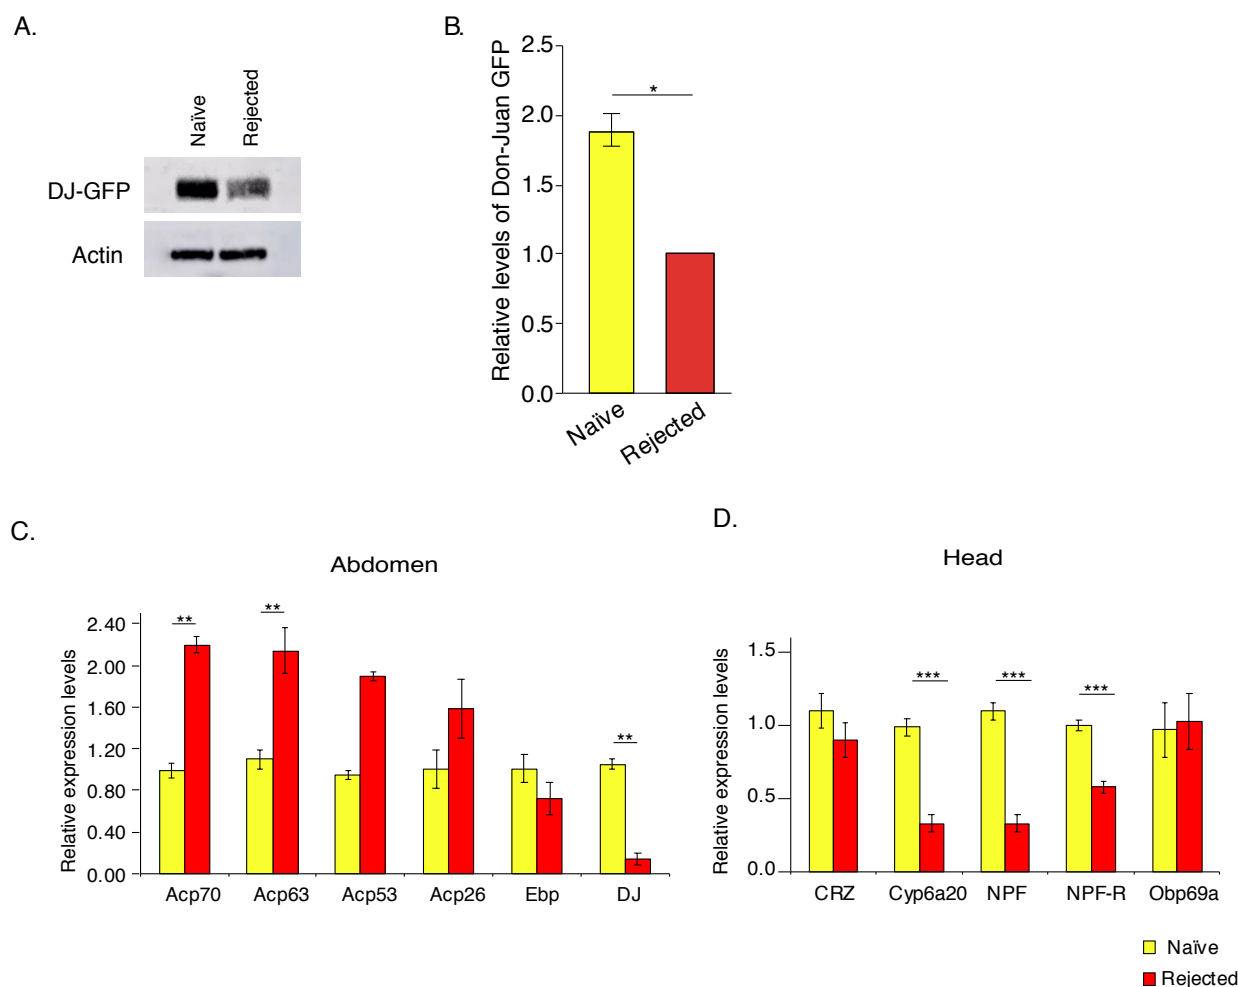 A.
Naïve
Rejected
DJ-GFP
Actin
B.
Relative levels of Don-Juan GFP
2.5
2.0
1.5
1.0
0.5
0.0
*
Naïve
Rejected
C.
Abdomen
Relative expression levels
2.40
2.00
1.60
1.20
0.80
0.40
0.00
**
**
**
Acp70 Acp63 Acp53 Acp26 Ebp DJ
D.
Head
Relative expression levels
1.5
1.0
0.5
0.0
*** *** ***
CRZ Cyp6a20 NPF NPF-R Obp69a
Naïve
Rejected